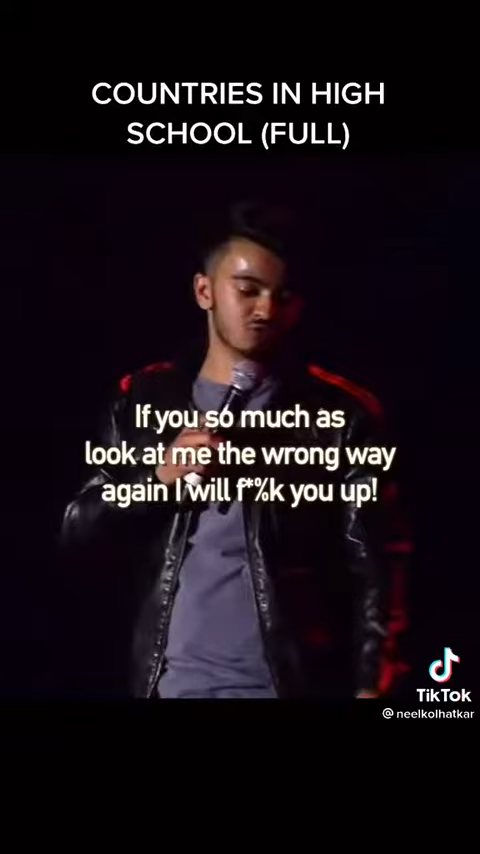 COUNTRIES IN HIGH
SCHOOL (FULL)
If you so much as
look at me the wrong way
again I will f*%k you up!
TikTok
@neelkolhatkar